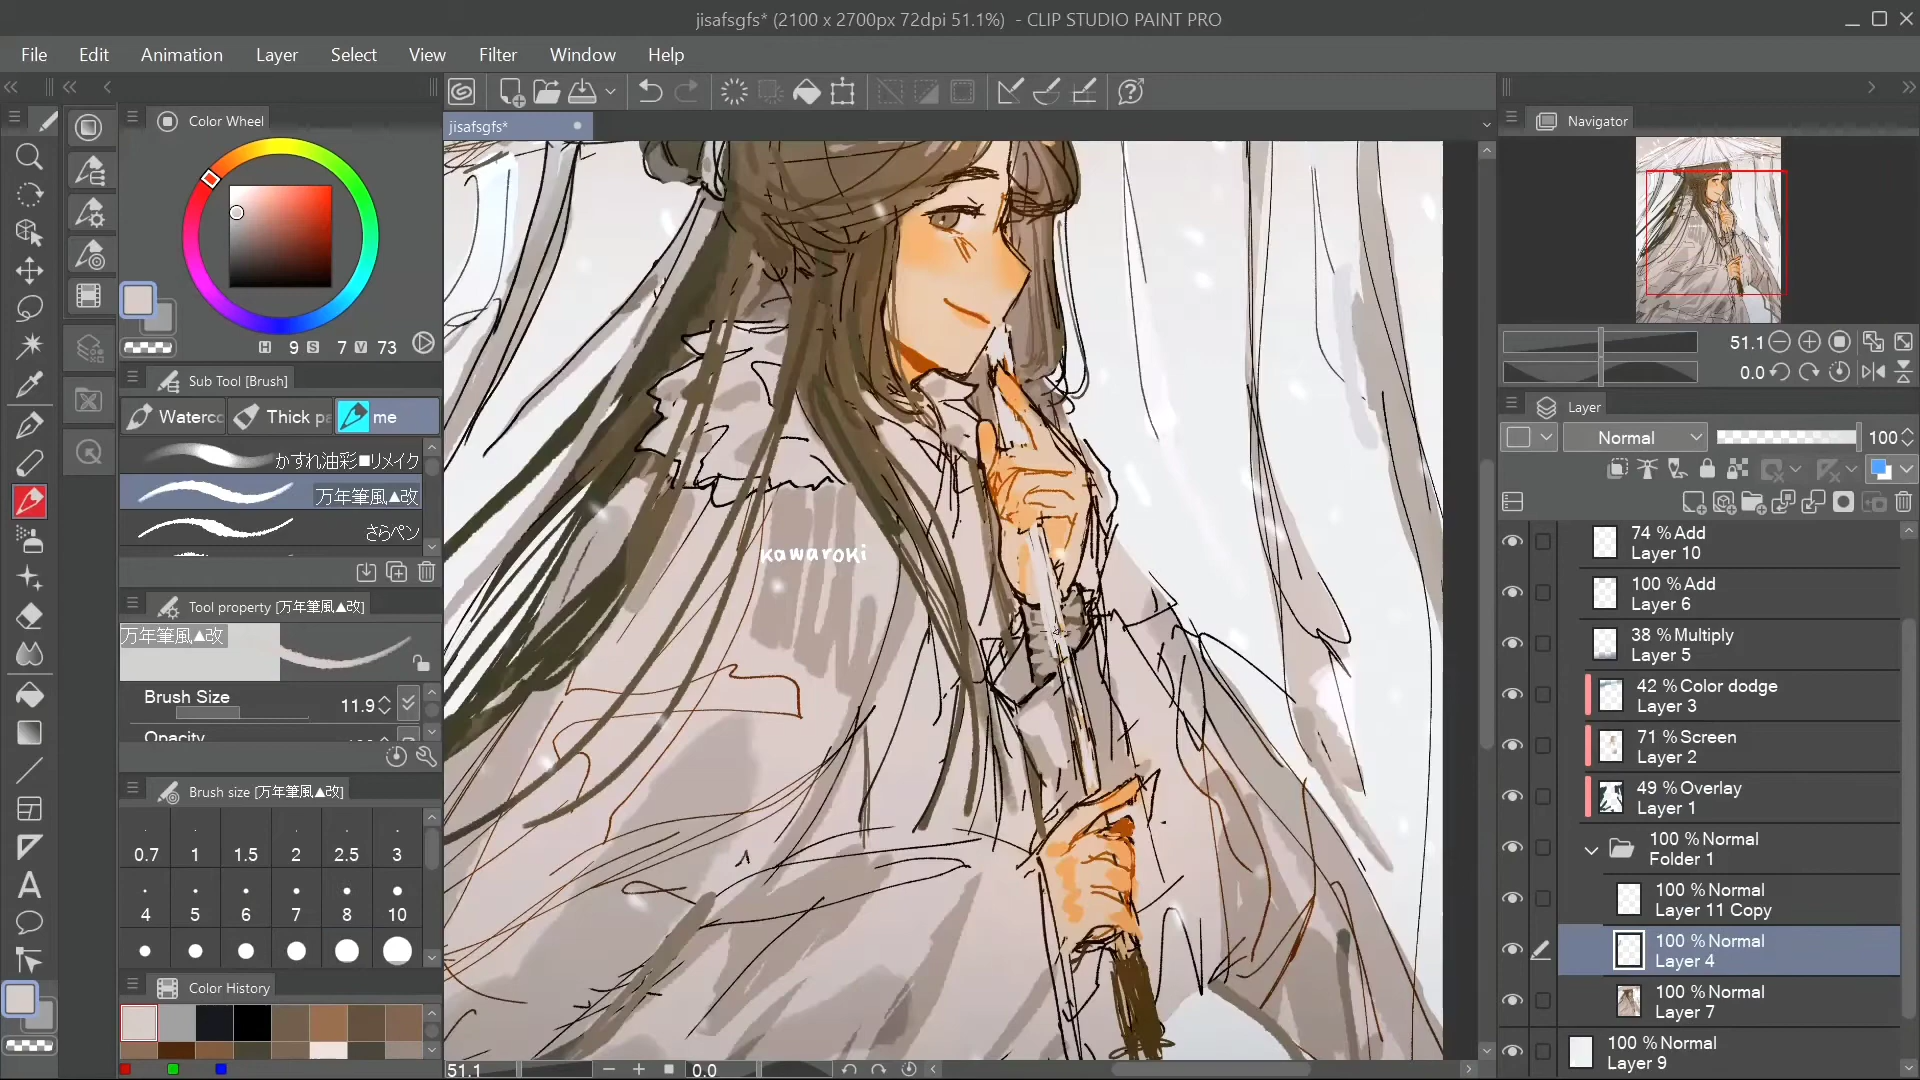 jisafsgfs* (2100 x 2700px 72dpi 51.1%) - CLIP STUDIO PAINT PRO
File Edit Animation Layer Select View Filter Window Help
Color Wheel
jisafsgfs*
Navigator
H 9 S 7 V 73
51.1
0.0
Sub Tool [Brush]
Waterco Thick pa me
かすれ油彩■リメイク
万年筆風▲改
さらペン
Tool property [万年筆風▲改]
万年筆風▲改
Brush Size 11.9
Opacity
Brush size [万年筆風▲改]
0.7 1 1.5 2 2.5 3
4 5 6 7 8 10
Color History
kawaroki
51.1 0.0
Layer
Normal 100
74 % Add
Layer 10
100 % Add
Layer 6
38 % Multiply
Layer 5
42 % Color dodge
Layer 3
71 % Screen
Layer 2
49 % Overlay
Layer 1
100 % Normal
Folder 1
100 % Normal
Layer 11 Copy
100 % Normal
Layer 4
100 % Normal
Layer 7
100 % Normal
Layer 9